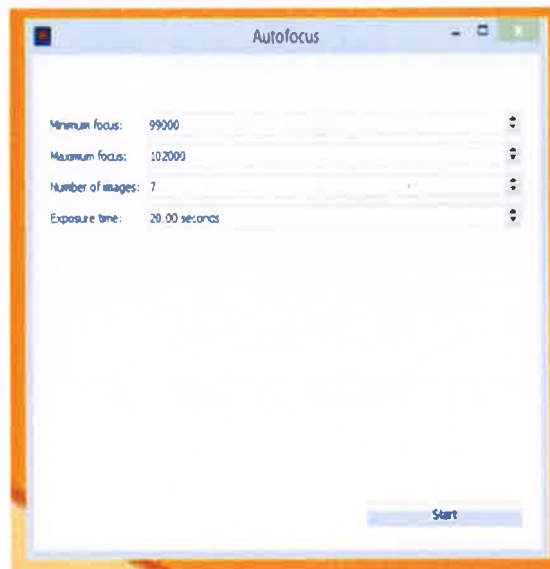 Autofocus
Minimum focus: 99000
Maximum focus: 102000
Number of images: 7
Exposure time: 20.00 seconds
Start